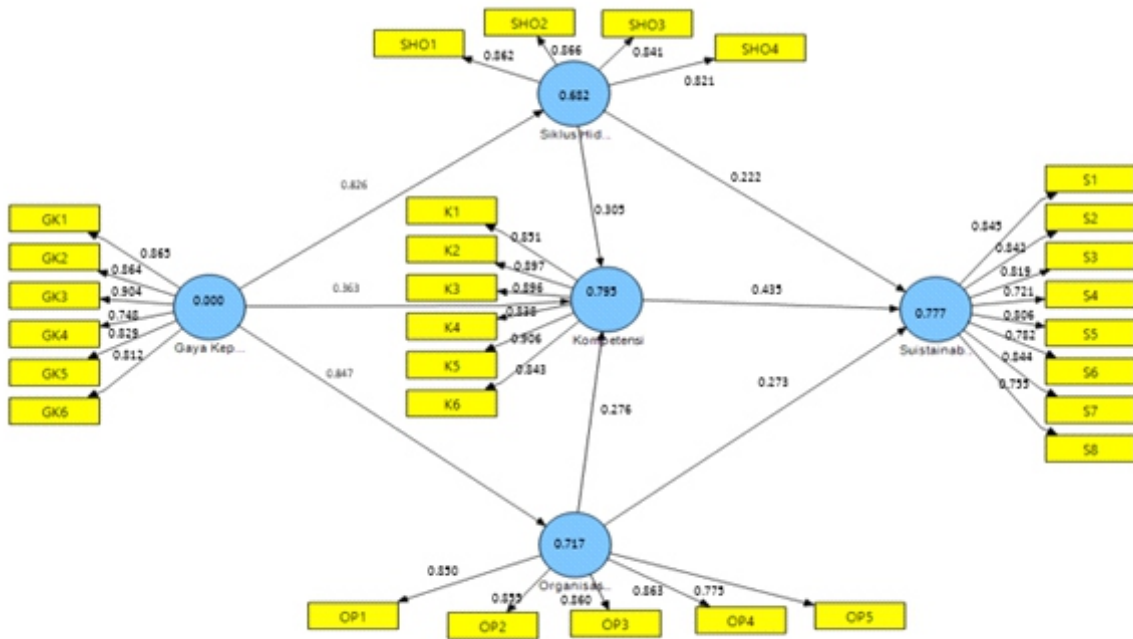 SHO1
SHO2
SHO3
SHO4
0.862
0.866
0.841
0.821
0.682
Siklus Hid...
0.826
0.305
0.222
GK1
GK2
GK3
GK4
GK5
GK6
0.865
0.864
0.904
0.748
0.829
0.812
0.000
Gaya Kep...
0.363
0.847
K1
K2
K3
K4
K5
K6
0.851
0.897
0.896
0.838
0.906
0.843
0.795
Kompetensi
0.435
0.276
0.273
0.777
Suistainab...
0.845
0.842
0.819
0.721
0.806
0.782
0.844
0.755
S1
S2
S3
S4
S5
S6
S7
S8
0.717
Organisas...
0.850
0.855
0.860
0.863
0.775
OP1
OP2
OP3
OP4
OP5